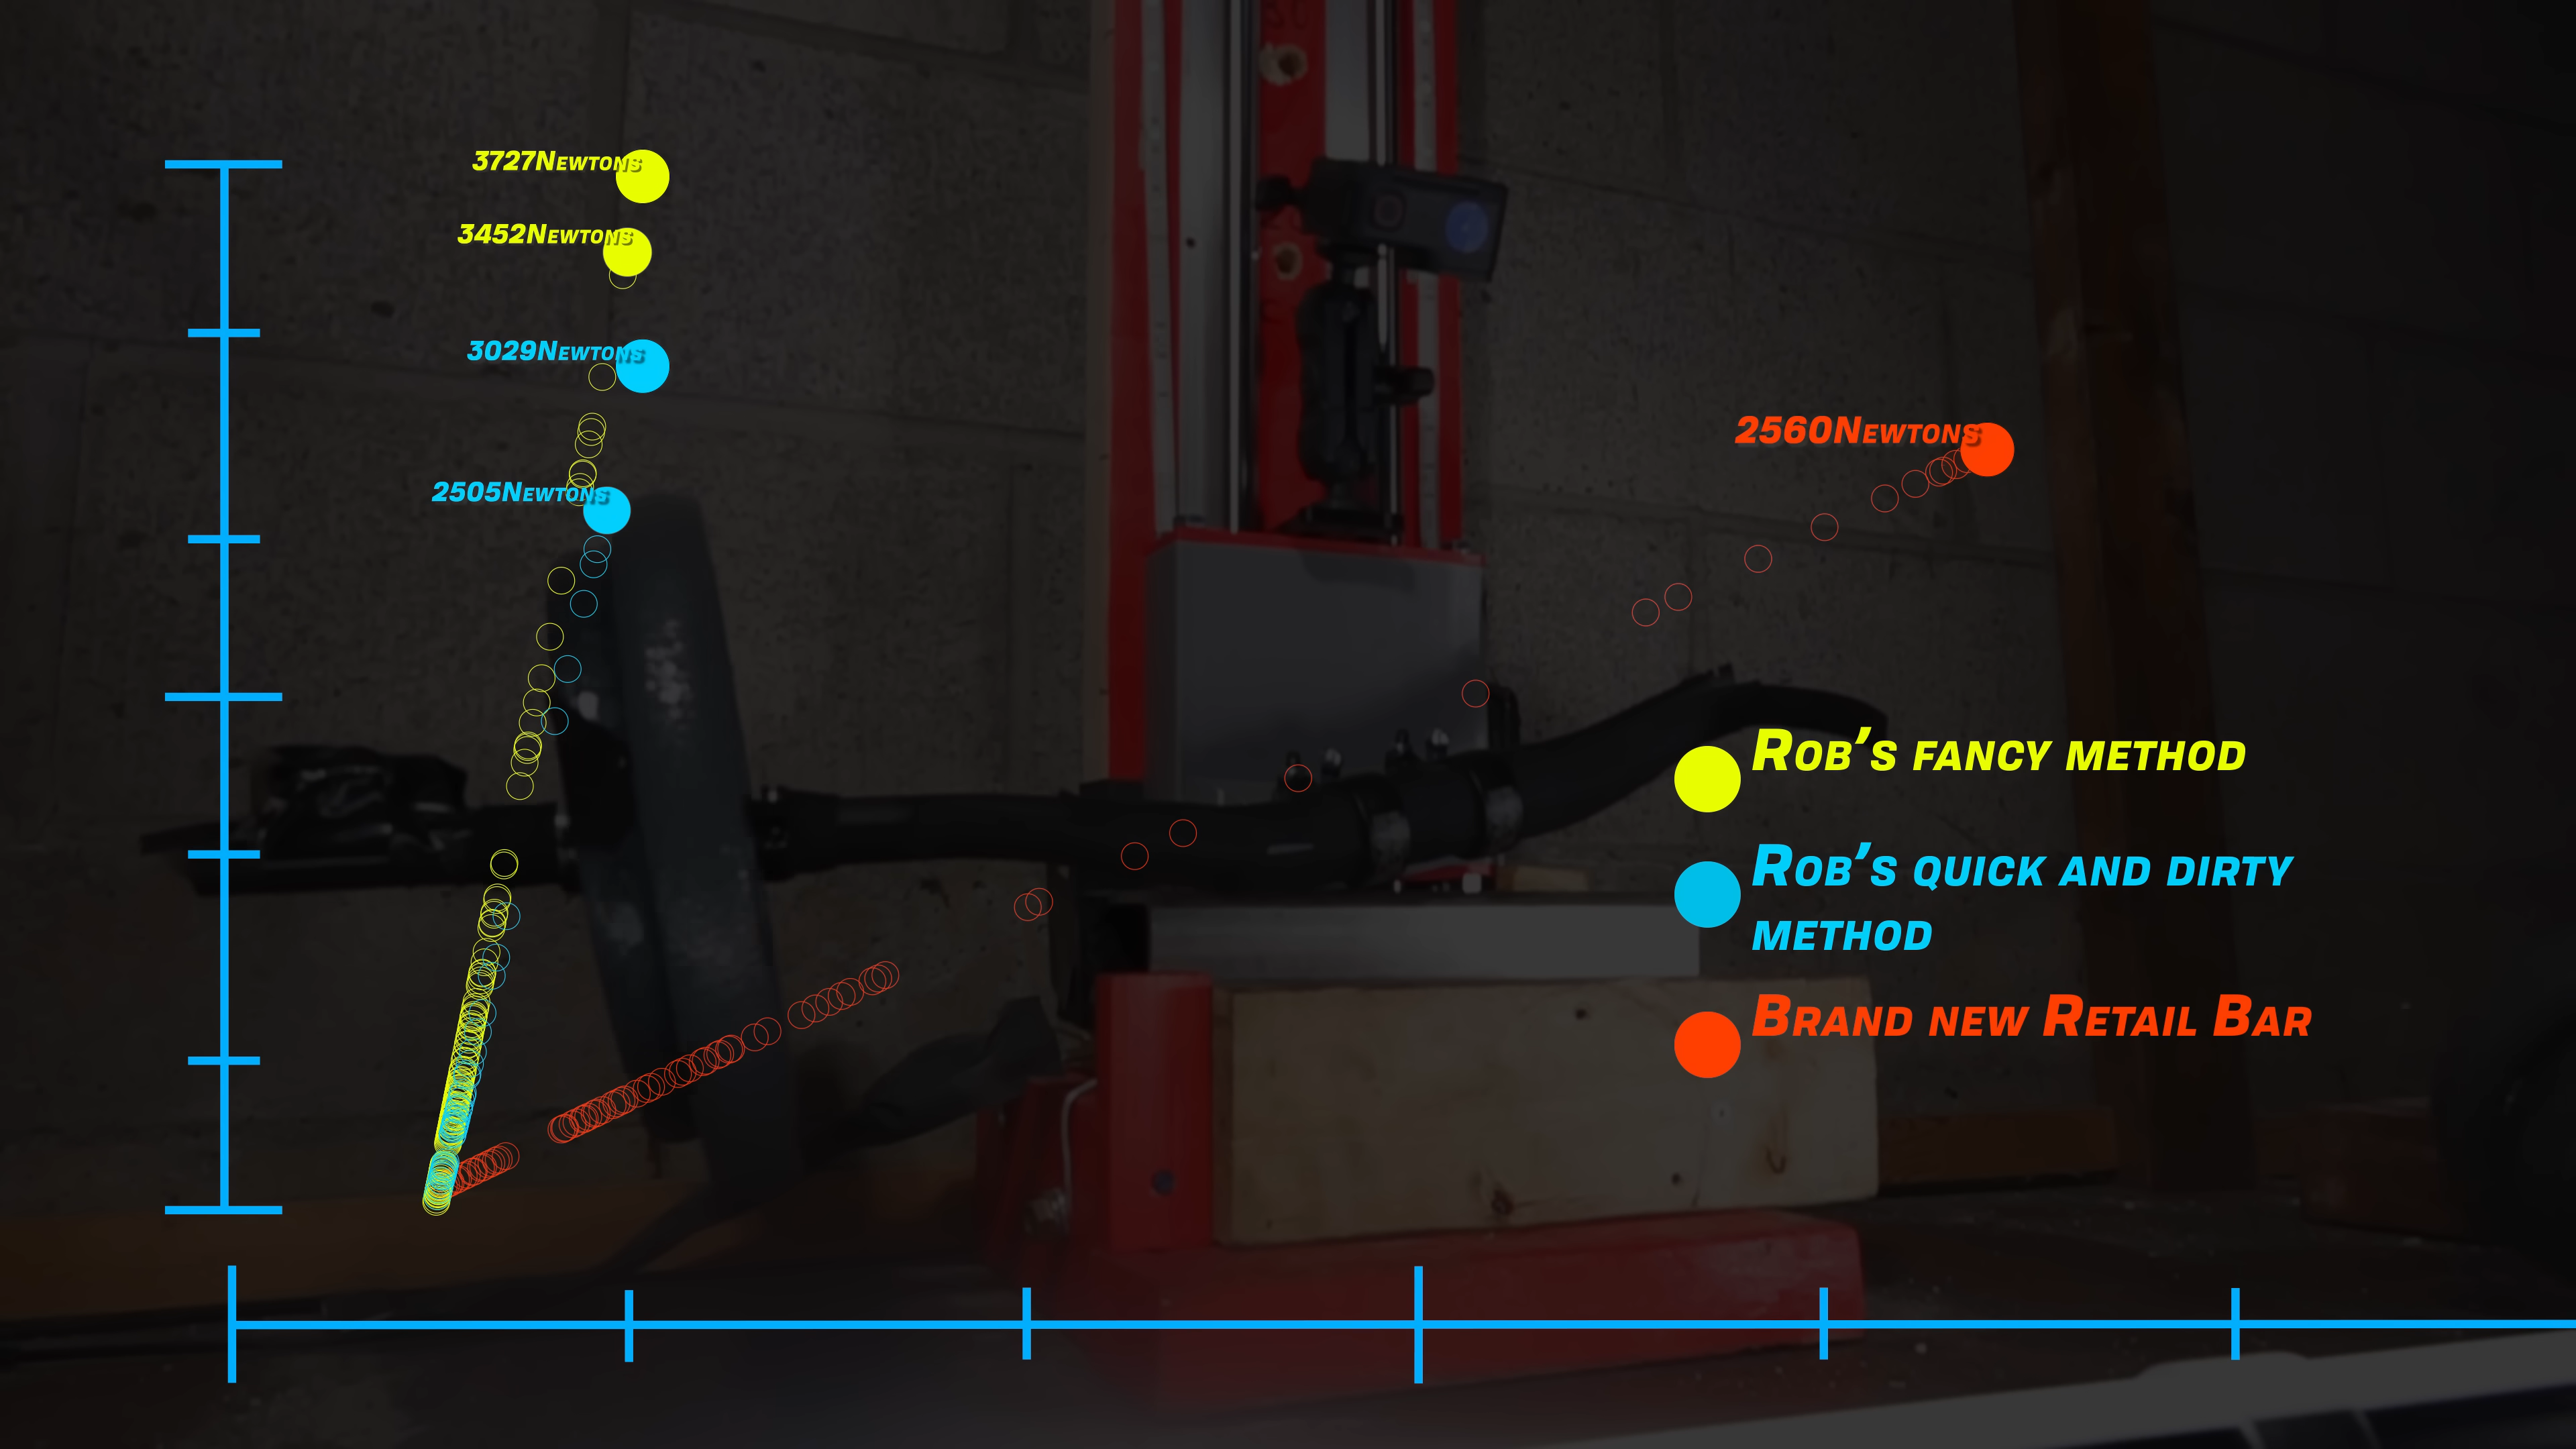 3727Newtons
3452Newtons
3029Newtons
2505Newtons
2560Newtons
Rob's fancy method
Rob's quick and dirty
method
Brand new Retail Bar